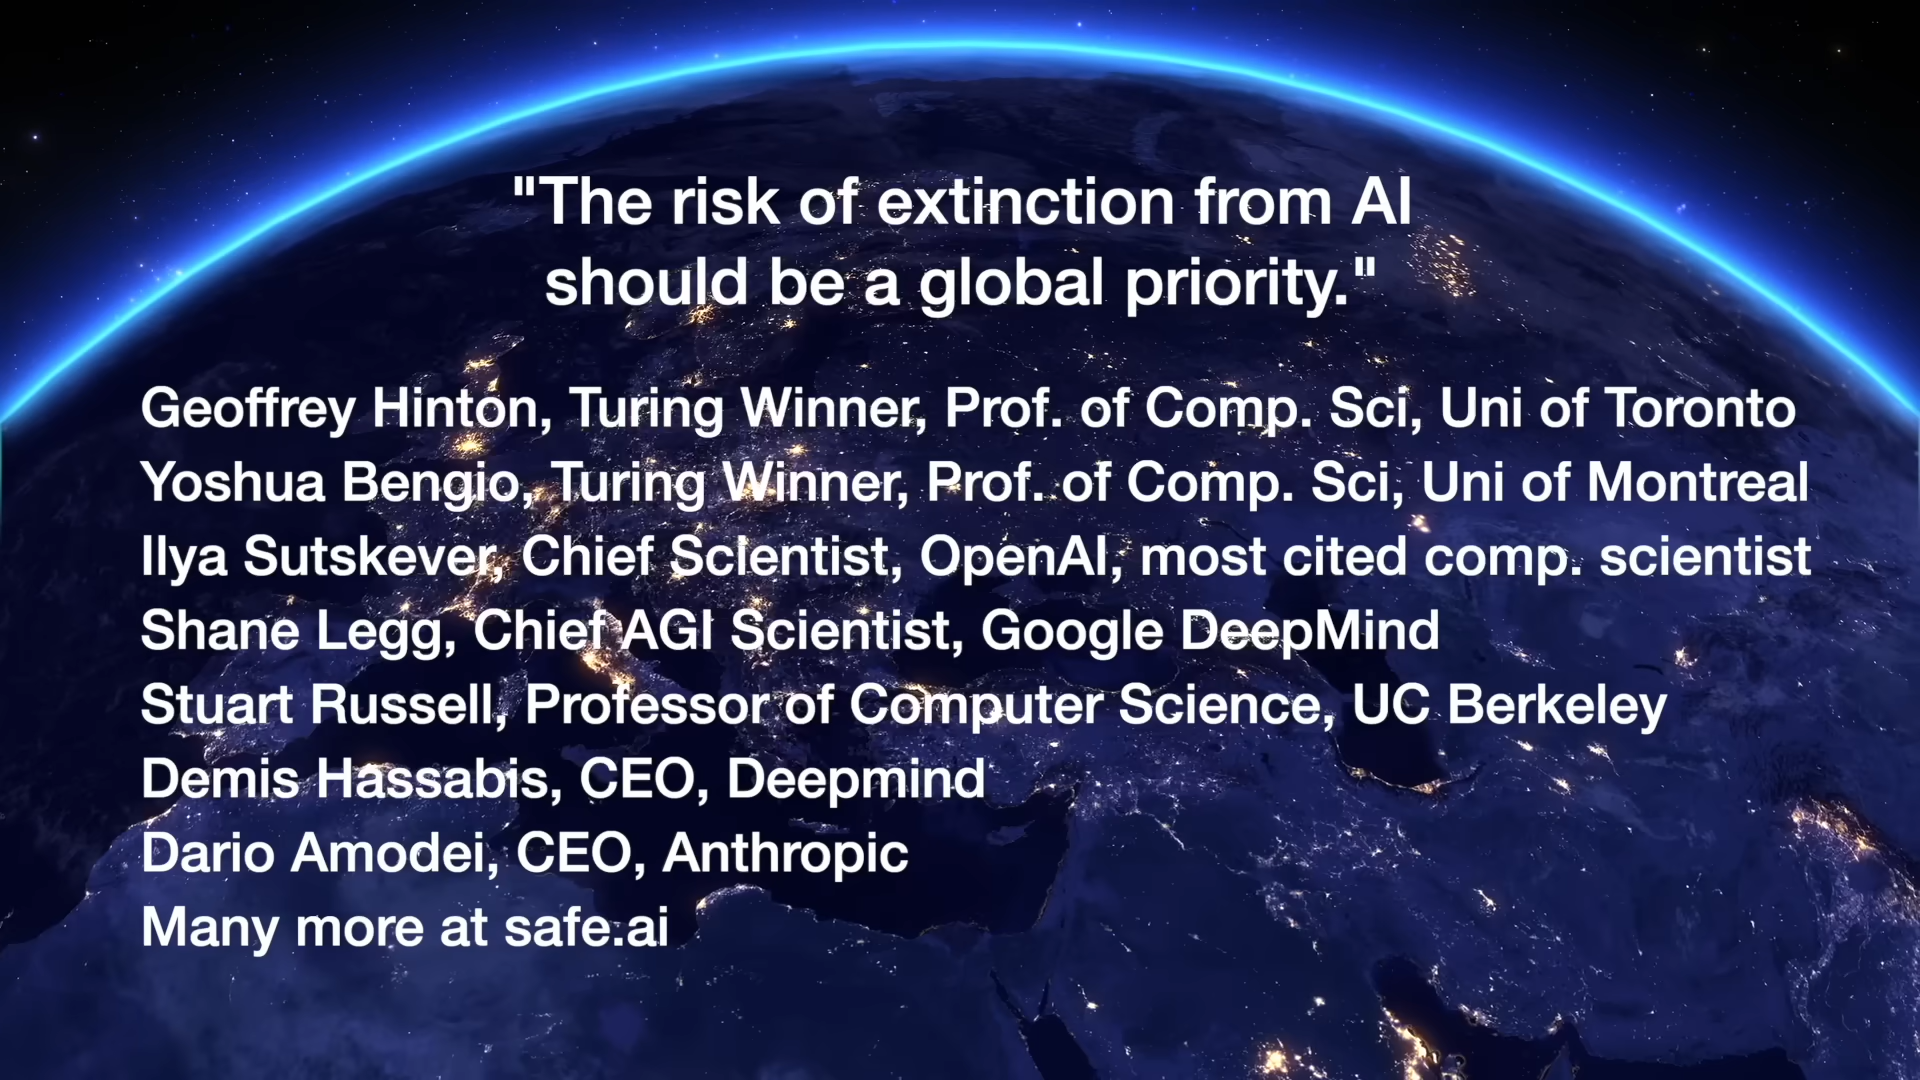 "The risk of extinction from AI
should be a global priority."
Geoffrey Hinton, Turing Winner, Prof. of Comp. Sci, Uni of Toronto
Yoshua Bengio, Turing Winner, Prof. of Comp. Sci, Uni of Montreal
Ilya Sutskever, Chief ScIentist, OpenAI, most cited comp. scientist
Shane Legg, Chief AGI Scientist, Google DeepMind
Stuart Russell, Professor of Computer Science, UC Berkeley
Demis Hassabis, CEO, Deepmind
Dario Amodei, CEO, Anthropic
Many more at safe.ai